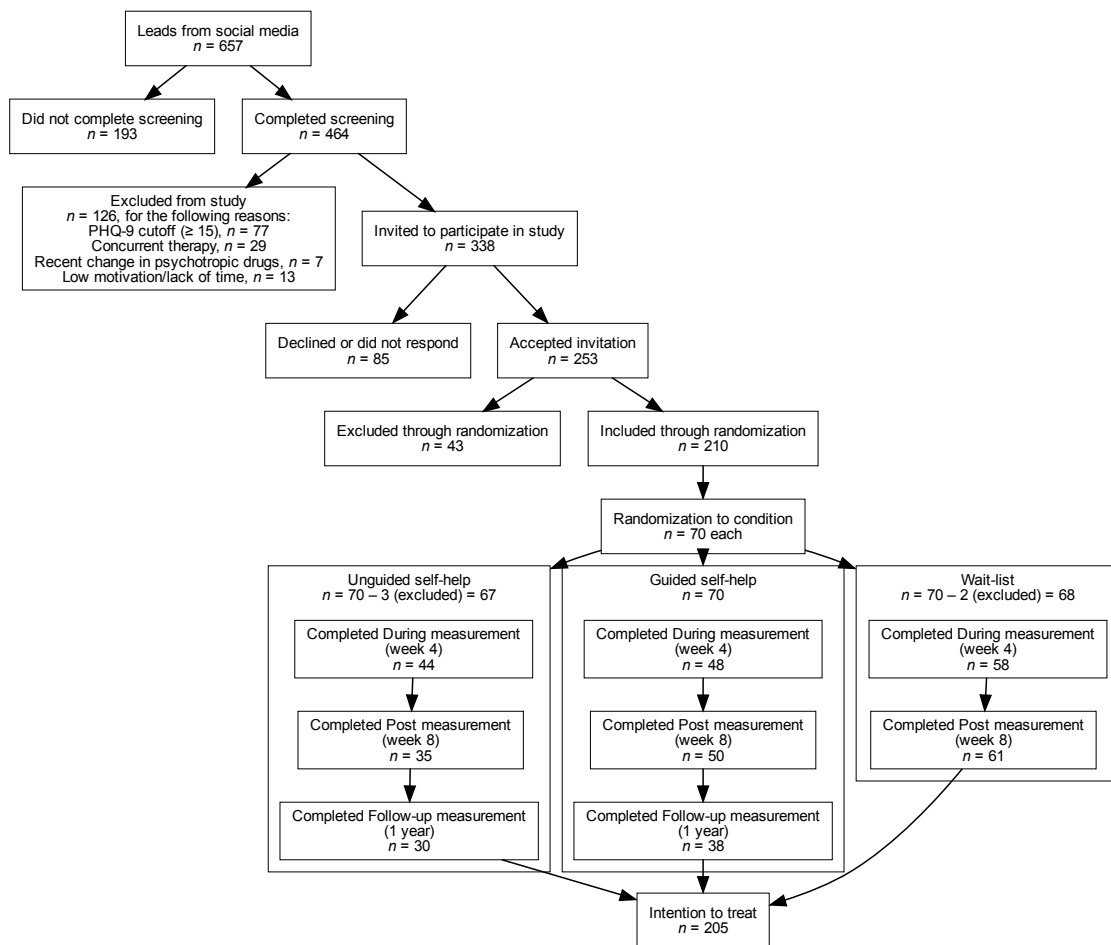 Leads from social media
n = 657
Did not complete screening
n = 193
Completed screening
n = 464
Excluded from study
n = 126, for the following reasons:
PHQ-9 cutoff (≥ 15), n = 77
Concurrent therapy, n = 29
Recent change in psychotropic drugs, n = 7
Low motivation/lack of time, n = 13
Invited to participate in study
n = 338
Declined or did not respond
n = 85
Accepted invitation
n = 253
Excluded through randomization
n = 43
Included through randomization
n = 210
Randomization to condition
n = 70 each
Unguided self-help
n = 70 – 3 (excluded) = 67
Completed During measurement
(week 4)
n = 44
Completed Post measurement
(week 8)
n = 35
Completed Follow-up measurement
(1 year)
n = 30
Guided self-help
n = 70
Completed During measurement
(week 4)
n = 48
Completed Post measurement
(week 8)
n = 50
Completed Follow-up measurement
(1 year)
n = 38
Wait-list
n = 70 – 2 (excluded) = 68
Completed During measurement
(week 4)
n = 58
Completed Post measurement
(week 8)
n = 61
Intention to treat
n = 205